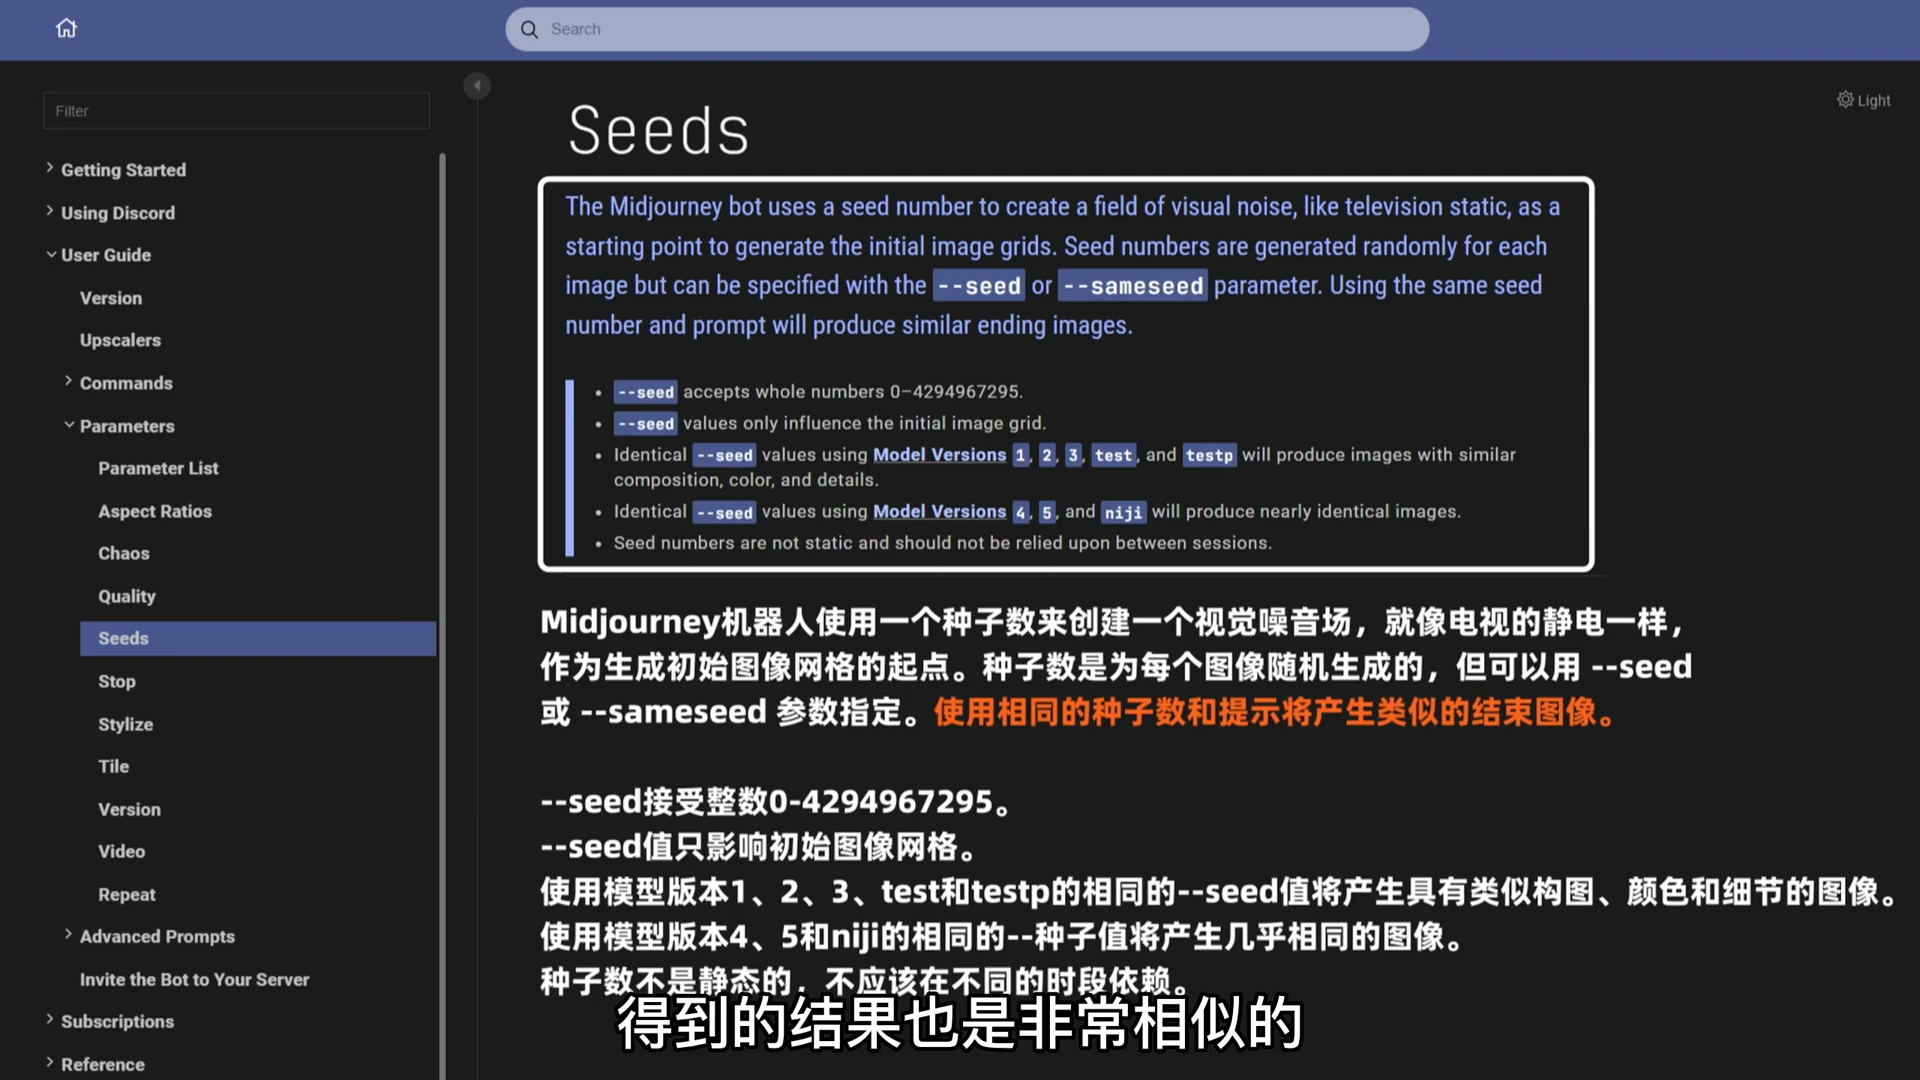 Search
Light
Filter
Getting Started
Using Discord
User Guide
Version
Upscalers
Commands
Parameters
Parameter List
Aspect Ratios
Chaos
Quality
Seeds
Stop
Stylize
Tile
Version
Video
Repeat
Advanced Prompts
Invite the Bot to Your Server
Subscriptions
Reference
Seeds
The Midjourney bot uses a seed number to create a field of visual noise, like television static, as a
starting point to generate the initial image grids. Seed numbers are generated randomly for each
image but can be specified with the --seed or --sameseed parameter. Using the same seed
number and prompt will produce similar ending images.
• --seed accepts whole numbers 0–4294967295.
• --seed values only influence the initial image grid.
• Identical --seed values using Model Versions 1, 2, 3, test, and testp will produce images with similar
composition, color, and details.
• Identical --seed values using Model Versions 4, 5, and niji will produce nearly identical images.
• Seed numbers are not static and should not be relied upon between sessions.
Midjourney机器人使用一个种子数来创建一个视觉噪音场，就像电视的静电一样，
作为生成初始图像网格的起点。种子数是为每个图像随机生成的，但可以用 --seed
或 --sameseed 参数指定。使用相同的种子数和提示将产生类似的结束图像。
--seed接受整数0-4294967295。
--seed值只影响初始图像网格。
使用模型版本1、2、3、test和testp的相同的--seed值将产生具有类似构图、颜色和细节的图像。
使用模型版本4、5和niji的相同的--种子值将产生几乎相同的图像。
种子数不是静态的，不应该在不同的时段依赖。
得到的结果也是非常相似的